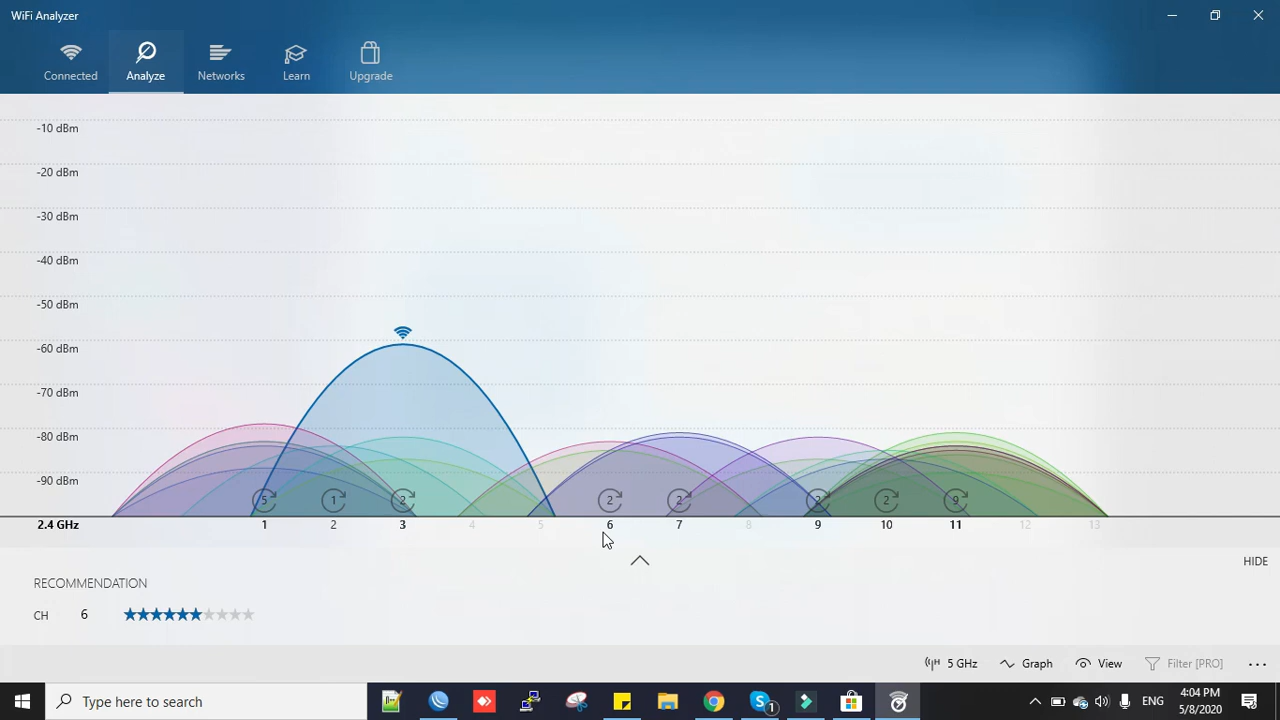 WiFi Analyzer
Connected
Analyze
Networks
Learn
Upgrade
-10 dBm
-20 dBm
-30 dBm
-40 dBm
-50 dBm
-60 dBm
-70 dBm
-80 dBm
-90 dBm
5 1 2 2 2 2 2 9
2.4 GHz 1 2 3 4 5 6 7 8 9 10 11 12 13
HIDE
RECOMMENDATION
CH 6
5 GHz Graph View Filter [PRO]
Type here to search
1
ENG
4:04 PM
5/8/2020